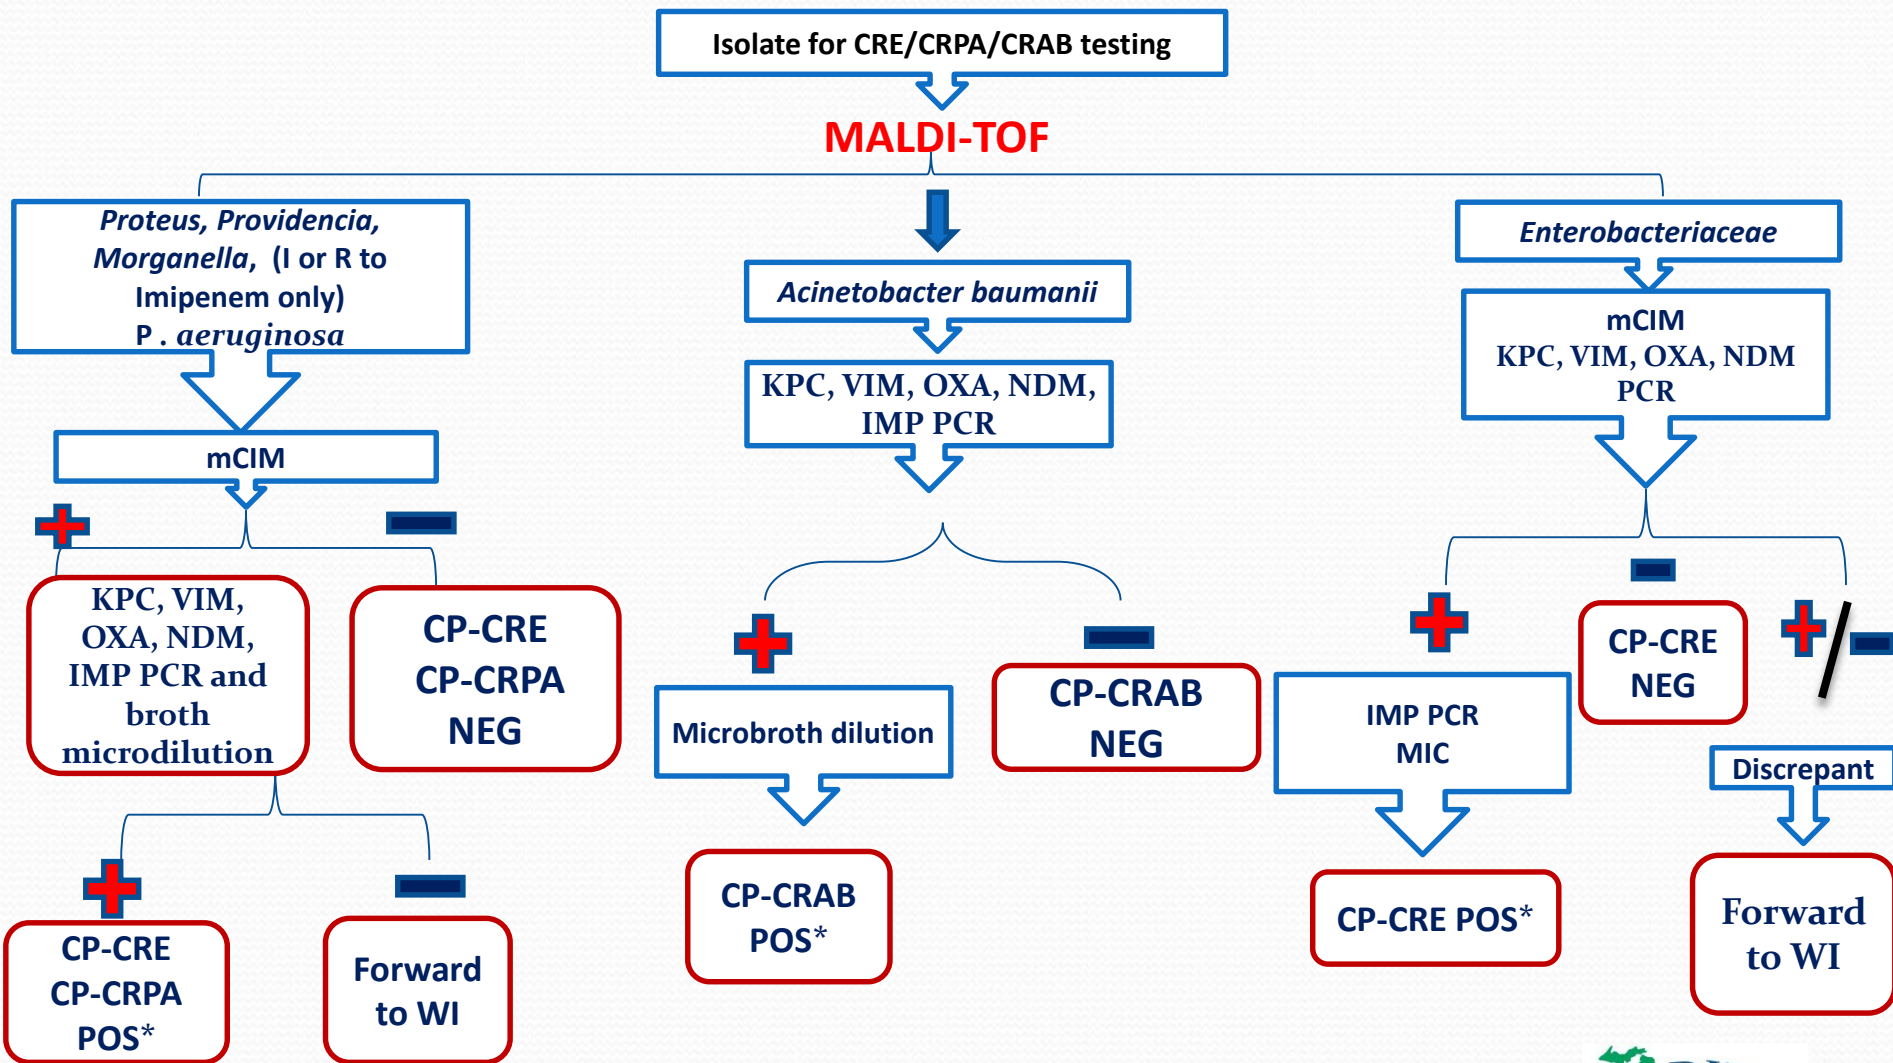 Isolate for CRE/CRPA/CRAB testing
MALDI-TOF
Proteus, Providencia,
Morganella, (I or R to
Imipenem only)
P . aeruginosa
mCIM
KPC, VIM,
OXA, NDM,
IMP PCR and
broth
microdilution
CP-CRE
CP-CRPA
NEG
CP-CRE
CP-CRPA
POS*
Forward
to WI
Acinetobacter baumanii
KPC, VIM, OXA, NDM,
IMP PCR
Microbroth dilution
CP-CRAB
NEG
CP-CRAB
POS*
Enterobacteriaceae
mCIM
KPC, VIM, OXA, NDM
PCR
IMP PCR
MIC
CP-CRE
NEG
Discrepant
CP-CRE POS*
Forward
to WI